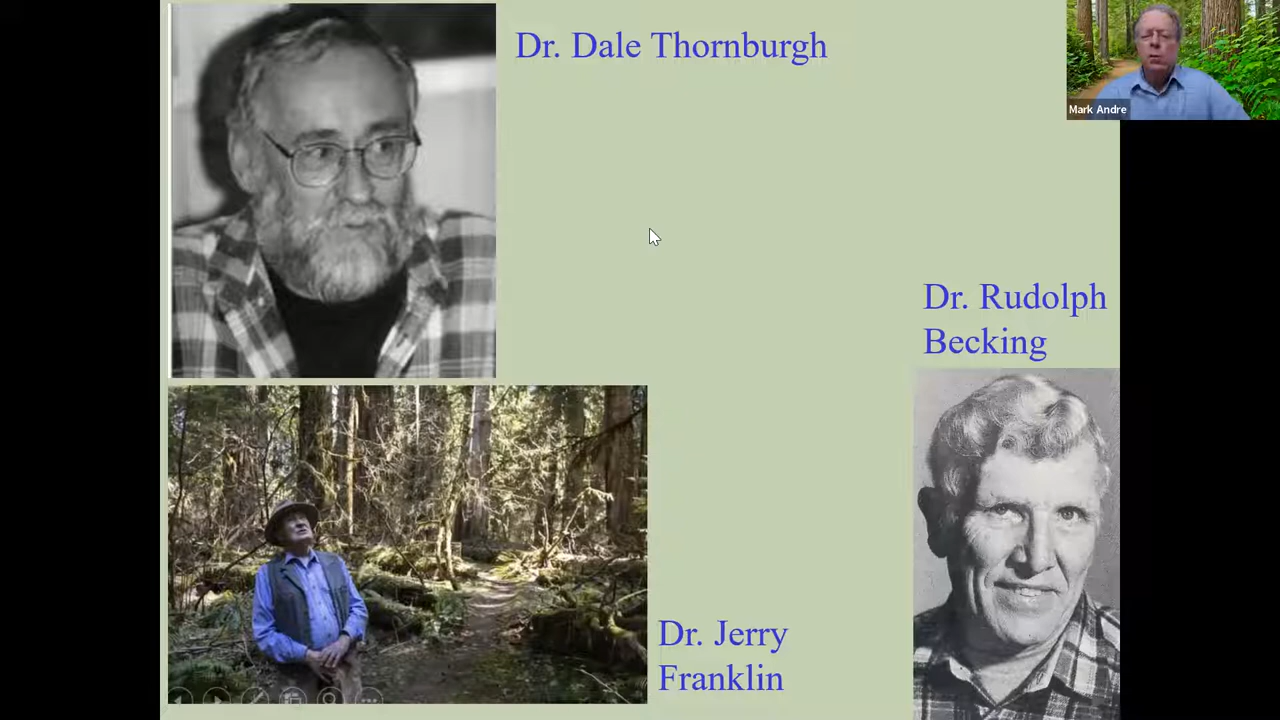 Dr. Dale Thornburgh
Mark Andre
Dr. Rudolph
Becking
Dr. Jerry
Franklin